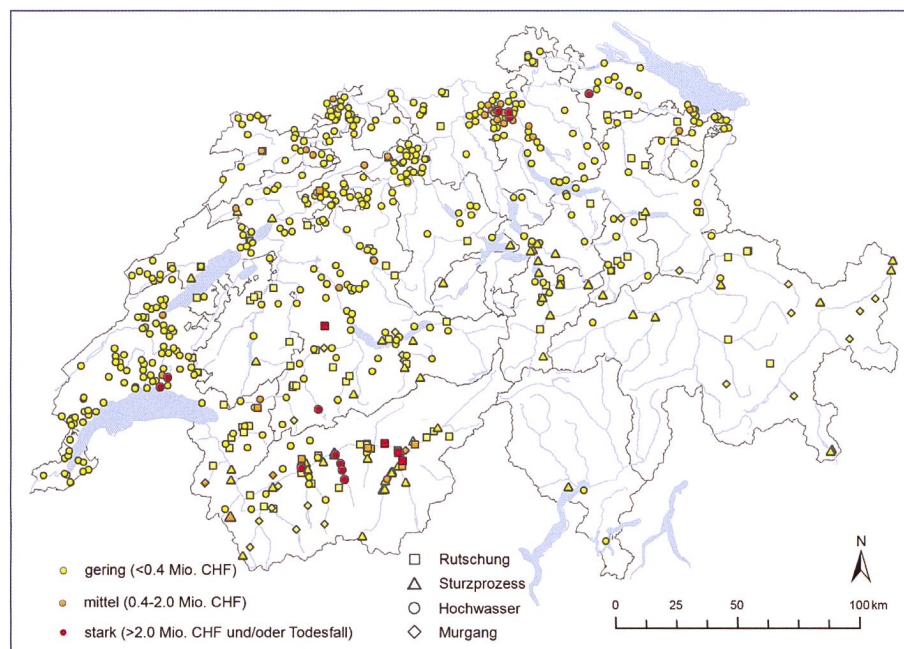 gering (<0.4 Mio. CHF)
mittel (0.4-2.0 Mio. CHF)
stark (>2.0 Mio. CHF und/oder Todesfall)
Rutschung
Sturzprozess
Hochwasser
Murgang
N
0 25 50 100 km